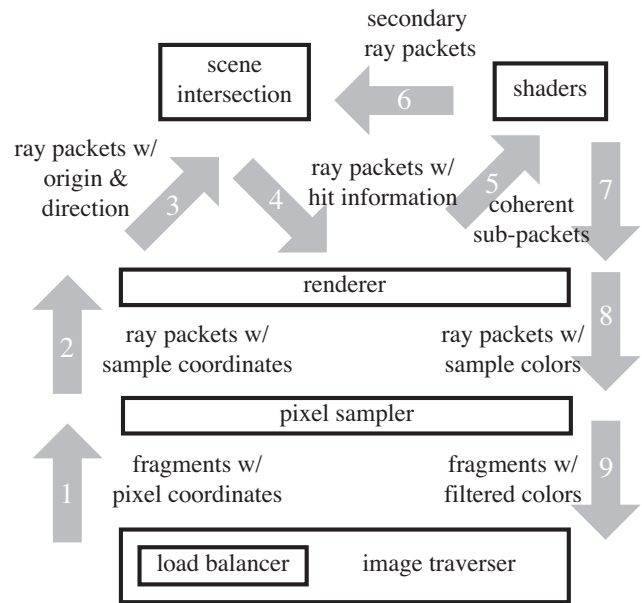 secondary
ray packets
scene
intersection
6
shaders
ray packets w/
origin &
direction
3
4
ray packets w/
hit information
5
7
coherent
sub-packets
renderer
2
ray packets w/
sample coordinates
ray packets w/
sample colors
8
pixel sampler
1
fragments w/
pixel coordinates
fragments w/
filtered colors
9
load balancer
image traverser